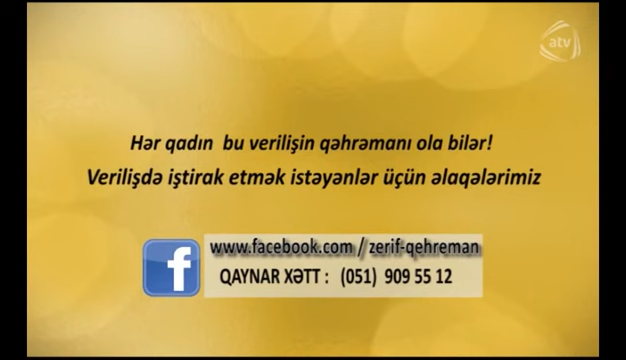 atv
Hər qadın bu verilişin qəhrəmanı ola bilər!
Verilişdə iştirak etmək istəyənlər üçün əlaqələrimiz
www.facebook.com / zerif-qehreman
QAYNAR XƏTT : (051) 909 55 12